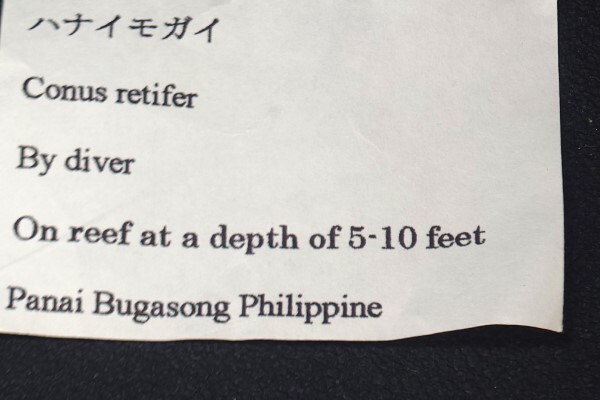 ハナイモガイ
Conus retifer
By diver
On reef at a depth of 5-10 feet
Panai Bugasong Philippine